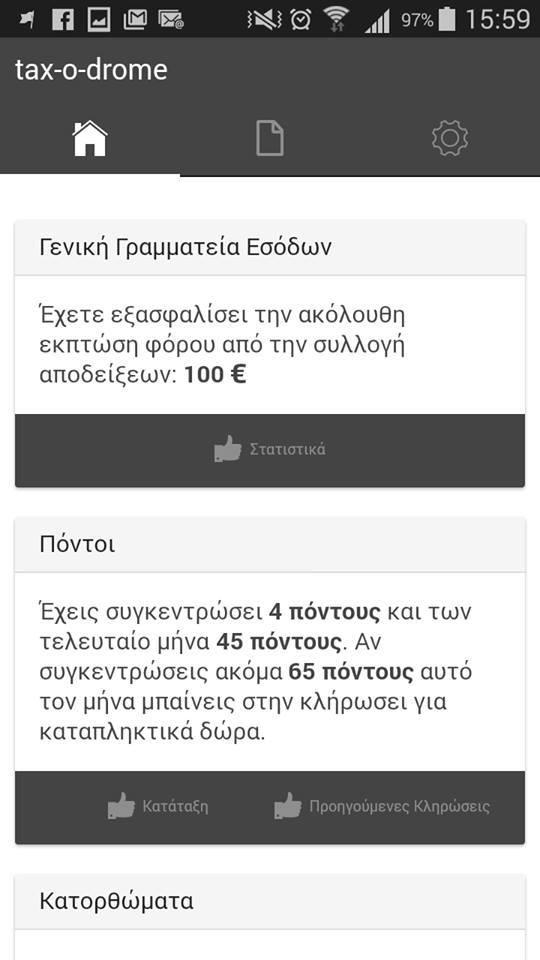 97% 15:59
tax-o-drome
Γενική Γραμματεία Εσόδων
Έχετε εξασφαλίσει την ακόλουθη
εκπτώση φόρου από την συλλογή
αποδείξεων: 100 €
Στατιστικά
Πόντοι
Έχεις συγκεντρώσει 4 πόντους και των
τελευταίο μήνα 45 πόντους. Αν
συγκεντρώσεις ακόμα 65 πόντους αυτό
τον μήνα μπαίνεις στην κλήρωσει για
καταπληκτικά δώρα.
Κατάταξη Προηγούμενες Κληρώσεις
Κατορθώματα